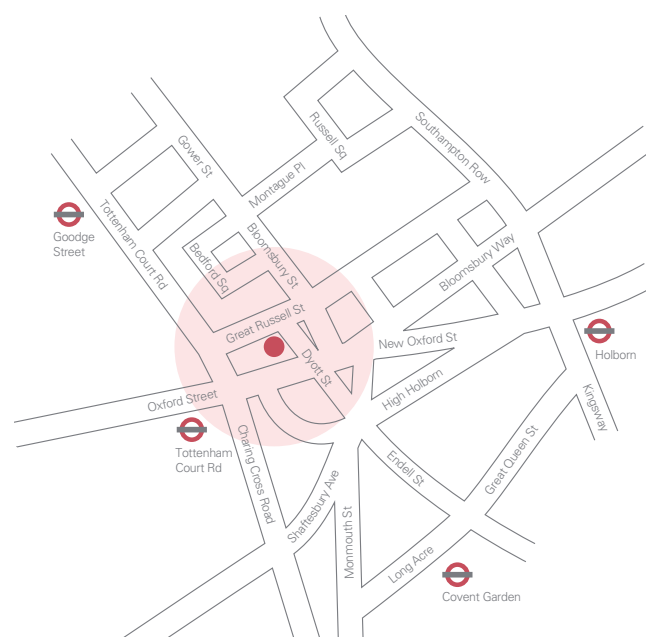 Southampton Row
Russell Sq
Gower St
Montague Pl
Tottenham Court Rd
Goodge
Street
Bloomsbury St
Bedford Sq
Bloomsbury Way
Great Russell St
New Oxford St
Holborn
Dyott St
High Holborn
Oxford Street
Kingsway
Tottenham
Court Rd
Charing Cross Road
Great Queen St
Endell St
Shaftesbury Ave
Monmouth St
Long Acre
Covent Garden